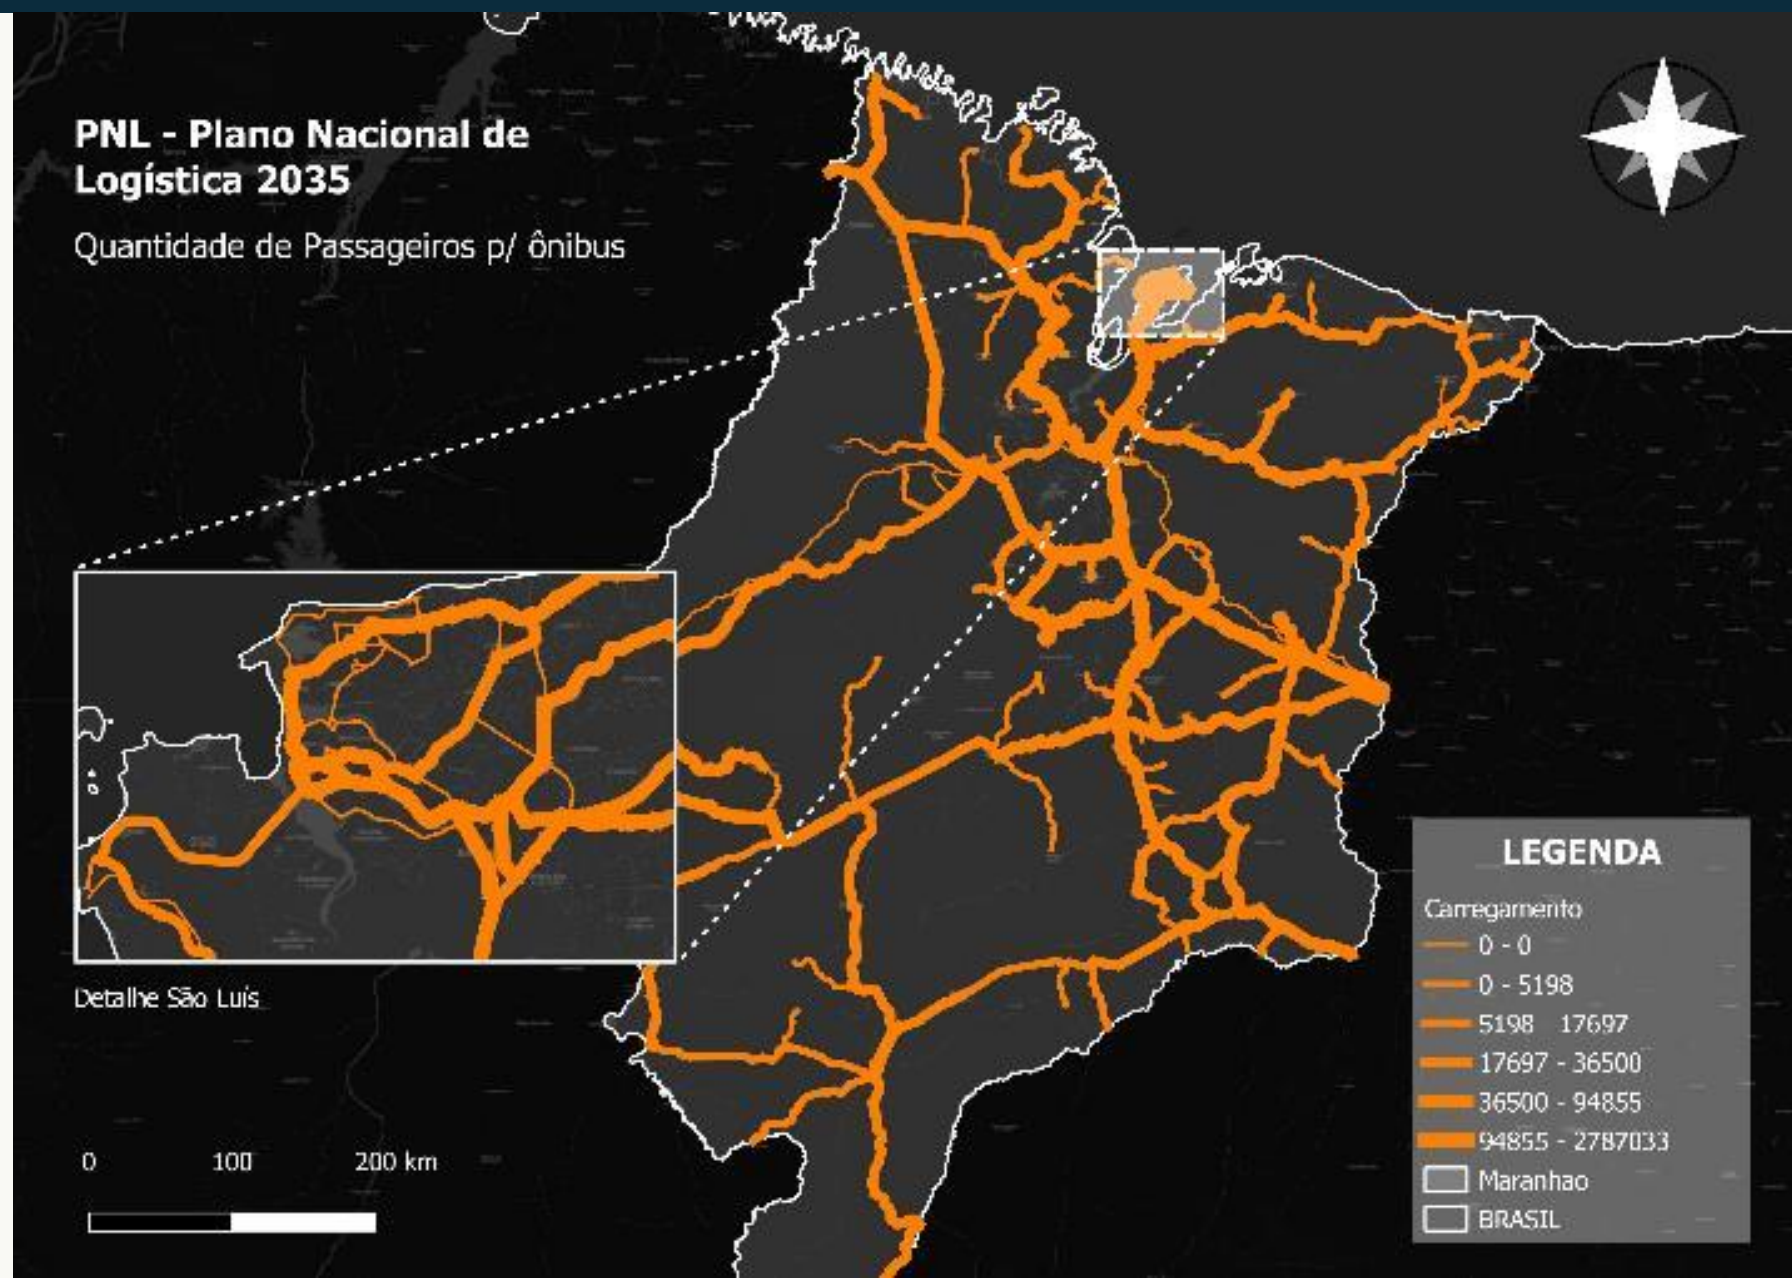 PNL - Plano Nacional de
Logística 2035
Quantidade de Passageiros p/ ônibus
Detalhe São Luís
0 100 200 km
LEGENDA
Carregamento
0 - 0
0 - 5198
5198 17697
17697 - 36500
36500 - 94855
94855 - 2787033
Maranhao
BRASIL